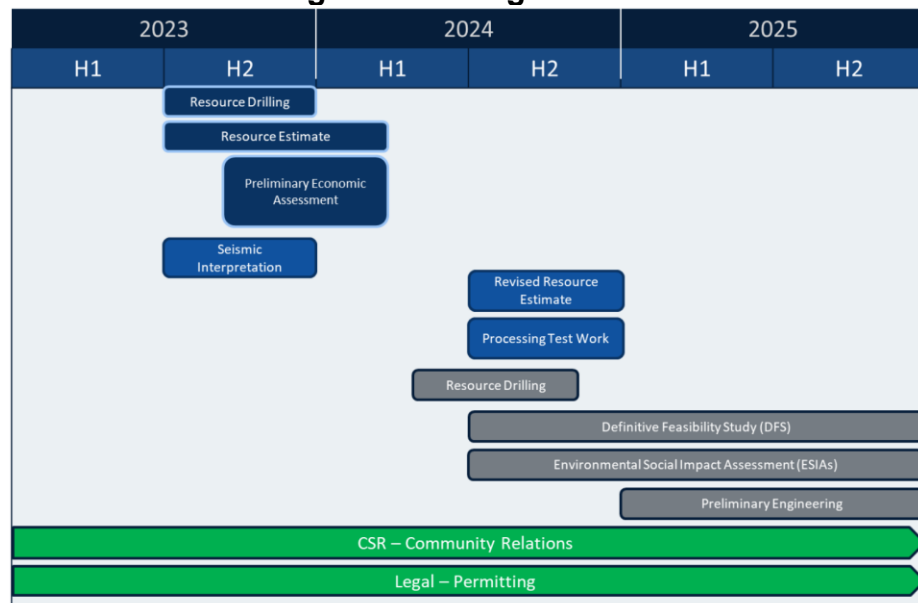 2023 2024 2025
H1 H2 H1 H2 H1 H2
Resource Drilling
Resource Estimate
Preliminary Economic
Assessment
Seismic
Interpretation
Revised Resource
Estimate
Processing Test Work
Resource Drilling
Definitive Feasibility Study (DFS)
Environmental Social Impact Assessment (ESIAs)
Preliminary Engineering
CSR – Community Relations
Legal – Permitting